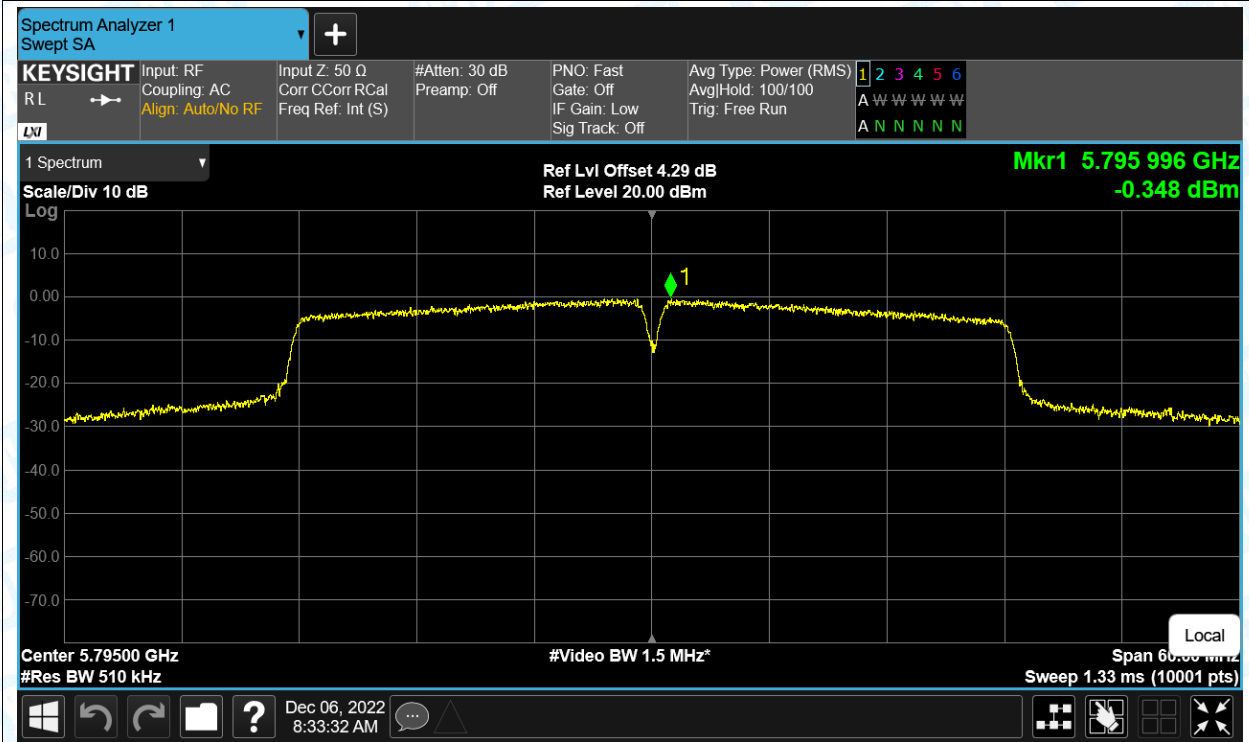 Spectrum Analyzer 1
Swept SA
KEYSIGHT
R L
LXI
Input: RF
Coupling: AC
Align: Auto/No RF
Input Z: 50 Ω
Corr CCorr RCal
Freq Ref: Int (S)
#Atten: 30 dB
Preamp: Off
PNO: Fast
Gate: Off
IF Gain: Low
Sig Track: Off
Avg Type: Power (RMS)
Avg|Hold: 100/100
Trig: Free Run
1 2 3 4 5 6
A W W W W W
A N N N N N
1 Spectrum
Scale/Div 10 dB
Log
Ref Lvl Offset 4.29 dB
Ref Level 20.00 dBm
Mkr1 5.795 996 GHz
-0.348 dBm
10.0
0.00
-10.0
-20.0
-30.0
-40.0
-50.0
-60.0
-70.0
1
Local
Center 5.79500 GHz
#Res BW 510 kHz
#Video BW 1.5 MHz*
Span 60.00 MHz
Sweep 1.33 ms (10001 pts)
?
Dec 06, 2022
8:33:32 AM